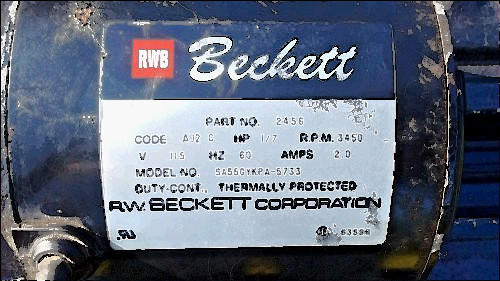 RWB Beckett
PART NO. 2456
CODE A02 C HP 1/7 R.P.M. 3450
V 115 HZ 60 AMPS 2.0
MODEL NO. SA55GYKPA-5733
DUTY-CONT., THERMALLY PROTECTED
R.W. BECKETT CORPORATION
63596